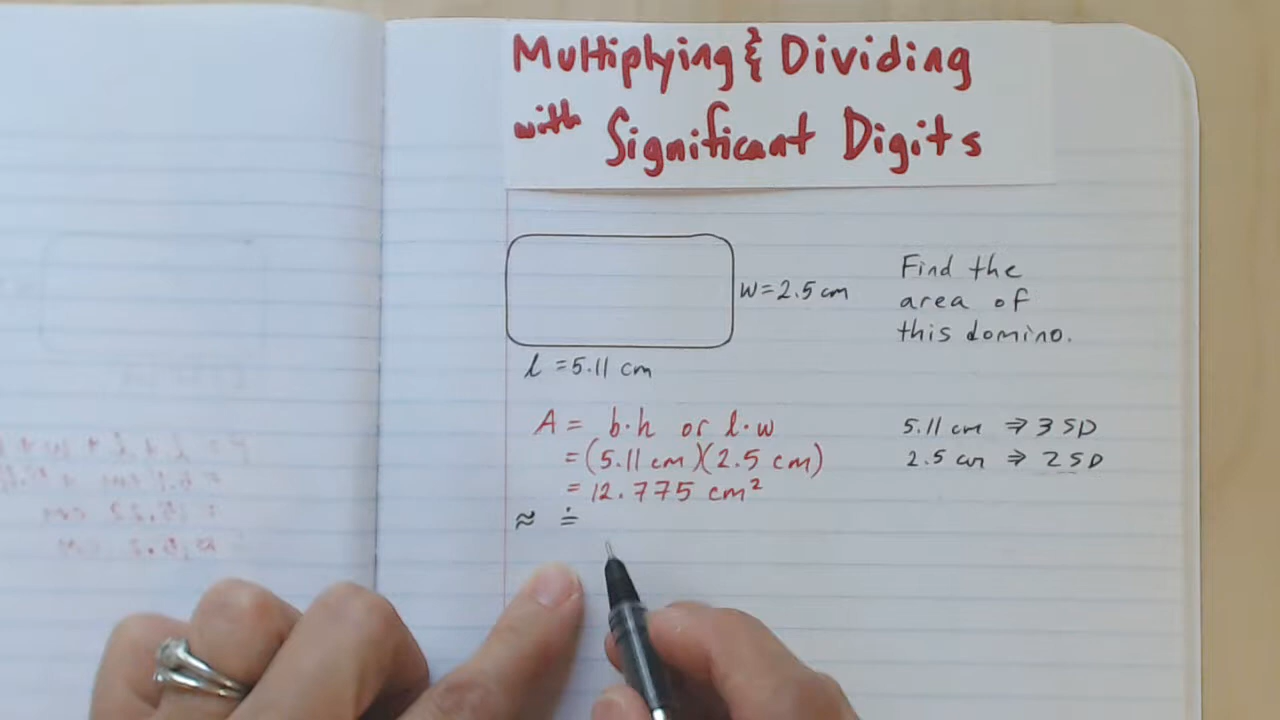 Multiplying & Dividing
with Significant Digits
w=2.5 cm
l =5.11 cm
Find the
area of
this domino.
A = b·h or l·w
=(5.11 cm)(2.5 cm)
= 12.775 cm²
≈ ≐
5.11 cm ⇒ 3 SD
2.5 cm ⇒ 2 SD